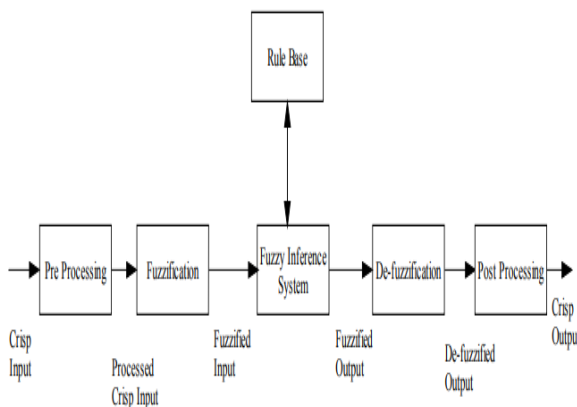 Rule Base
Pre Processing
Fuzzification
Fuzzy Inference
System
De-fuzzification
Post Processing
Crisp
Input
Processed
Crisp Input
Fuzzified
Input
Fuzzified
Output
De-fuzzified
Output
Crisp
Outpu